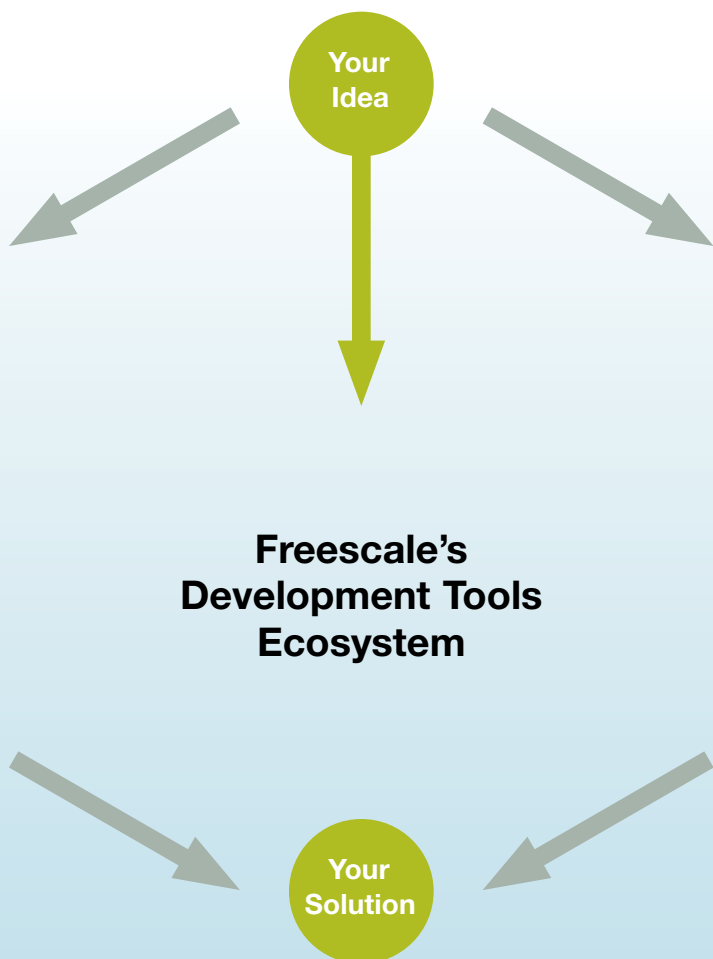 Your
Idea
Freescale’s
Development Tools
Ecosystem
Your
Solution